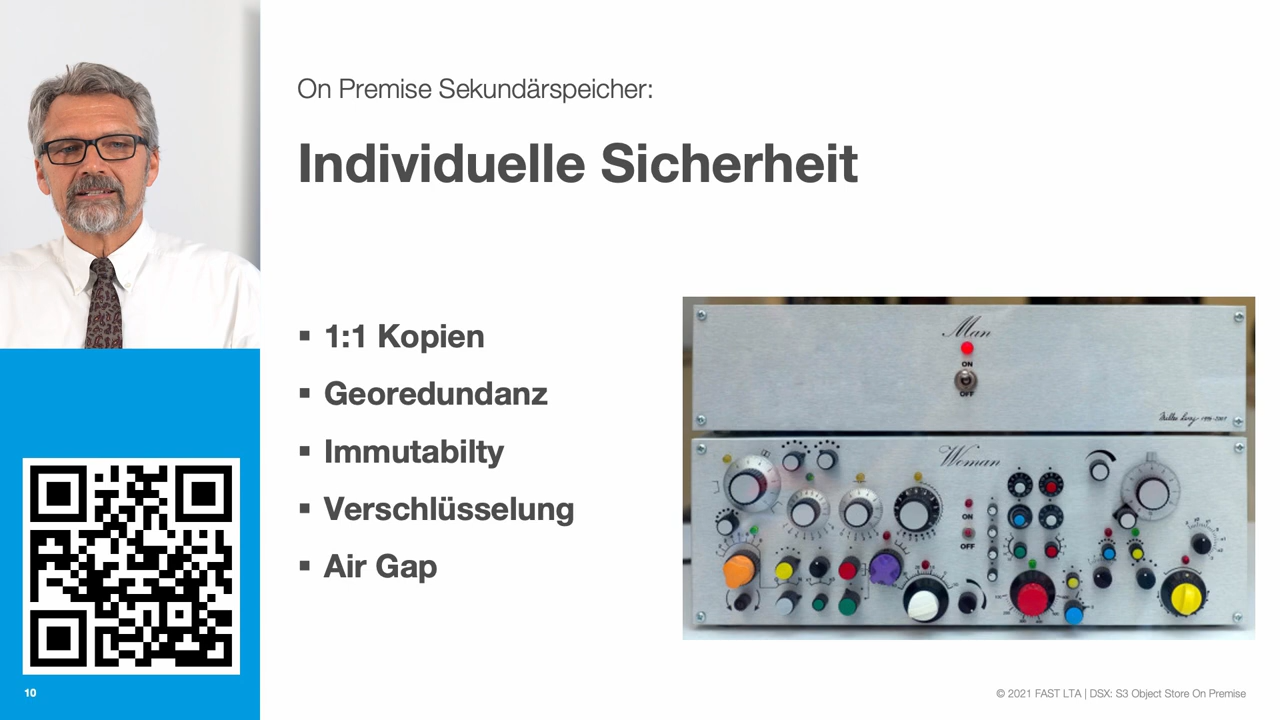 On Premise Sekundärspeicher:
Individuelle Sicherheit
▪ 1:1 Kopien
▪ Georedundanz
▪ Immutabilty
▪ Verschlüsselung
▪ Air Gap
Man
ON
OFF
Woman
ON
OFF
10
© 2021 FAST LTA | DSX: S3 Object Store On Premise